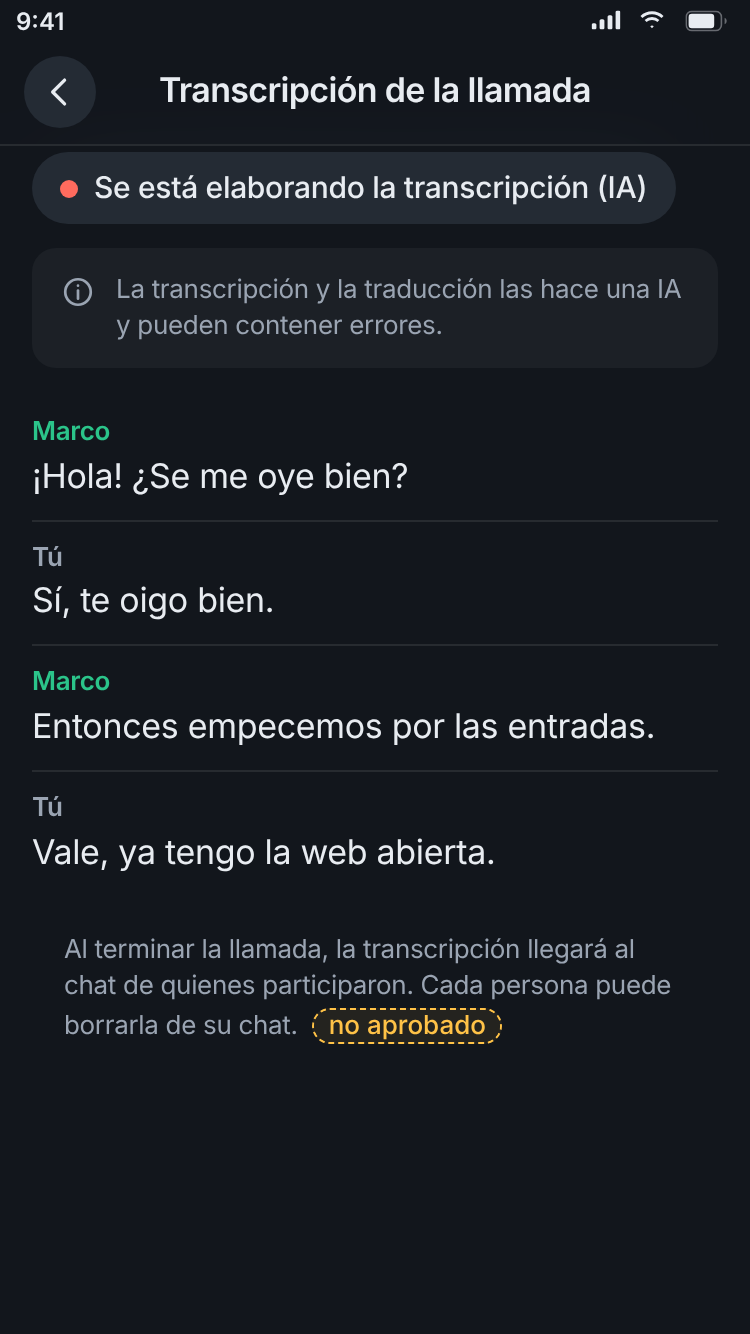 9:41
Transcripción de la llamada
Se está elaborando la transcripción (IA)
La transcripción y la traducción las hace una IA
y pueden contener errores.
Marco
¡Hola! ¿Se me oye bien?
Tú
Sí, te oigo bien.
Marco
Entonces empecemos por las entradas.
Tú
Vale, ya tengo la web abierta.
Al terminar la llamada, la transcripción llegará al
chat de quienes participaron. Cada persona puede
borrarla de su chat. no aprobado